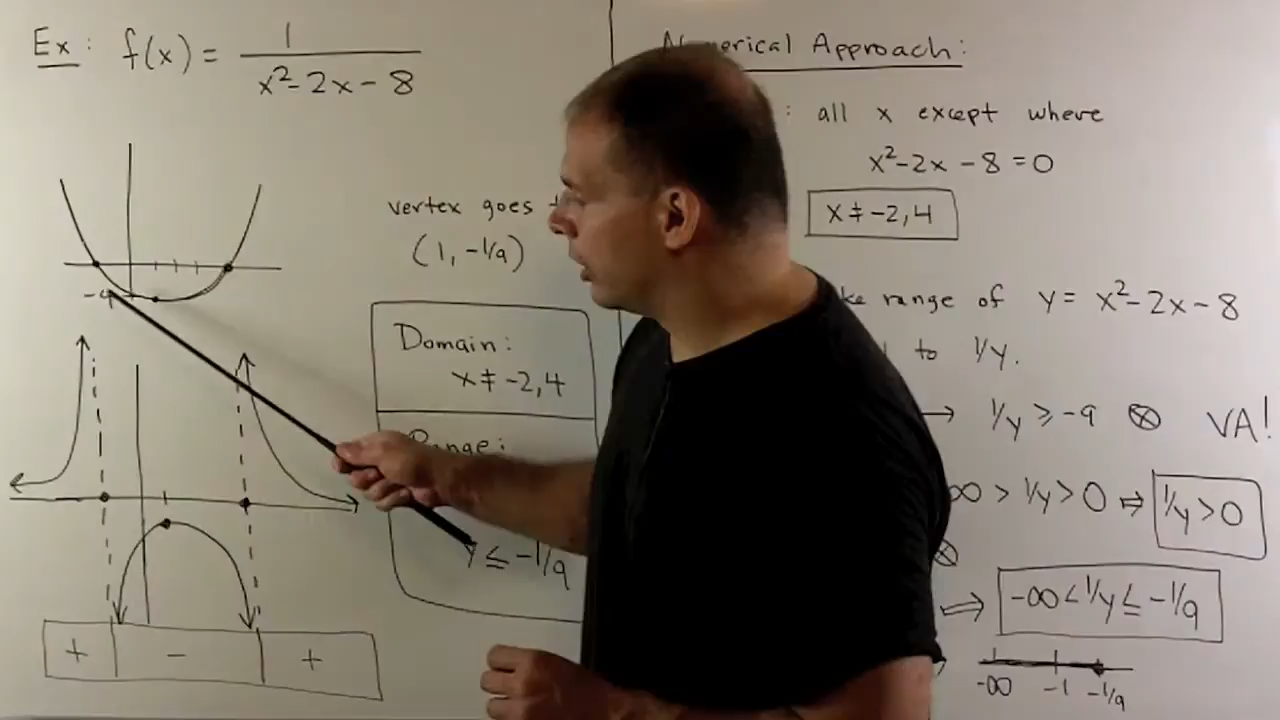 Ex: f(x) = 1 / (x²-2x-8)
-9
vertex goes
(1, -1/9)
Domain:
x ≠ -2,4
Range:
y ≤ -1/9
+ - +
Numerical Approach:
: all x except where
x²-2x-8=0
x ≠ -2,4
range of y = x²-2x-8
to 1/y.
→ 1/y ≥ -9 ⊗ VA!
∞ > 1/y > 0 ⇒ 1/y > 0
⊗
⇒ -∞ < 1/y ≤ -1/9
-∞ -1 -1/9